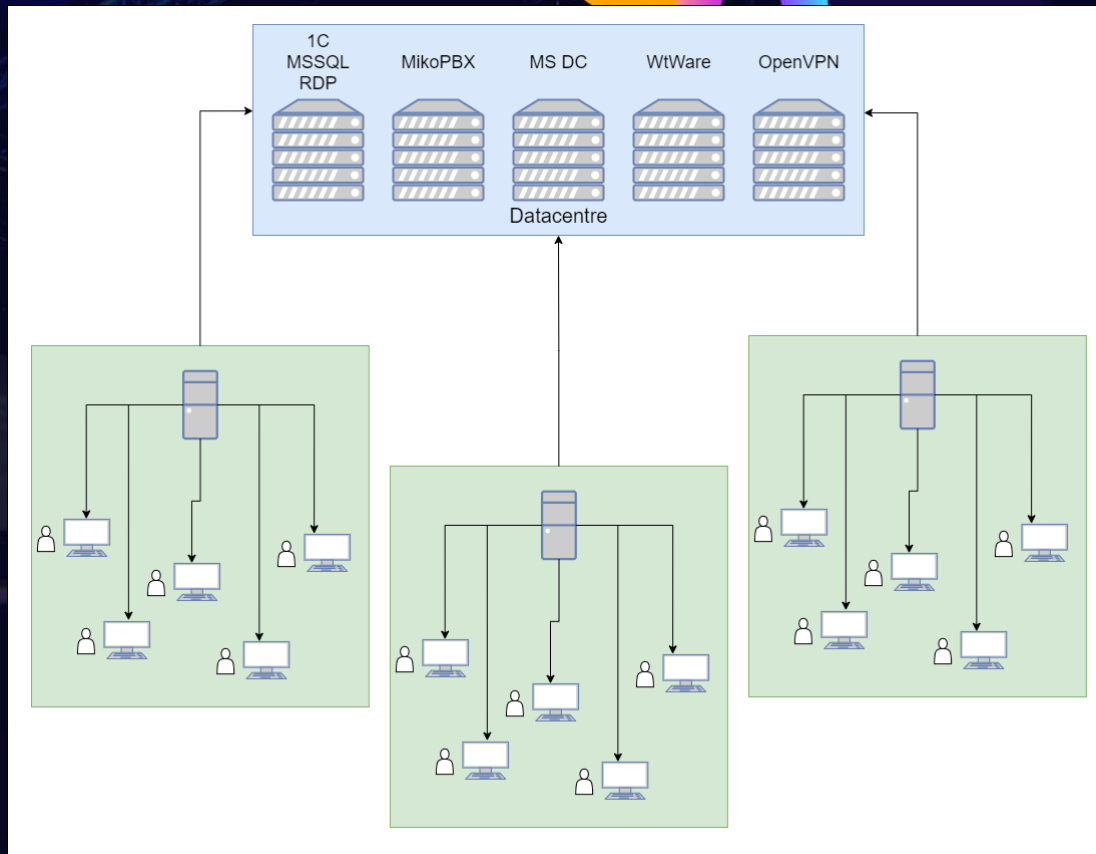 1C
MSSQL
RDP
MikoPBX
MS DC
WtWare
OpenVPN
Datacentre